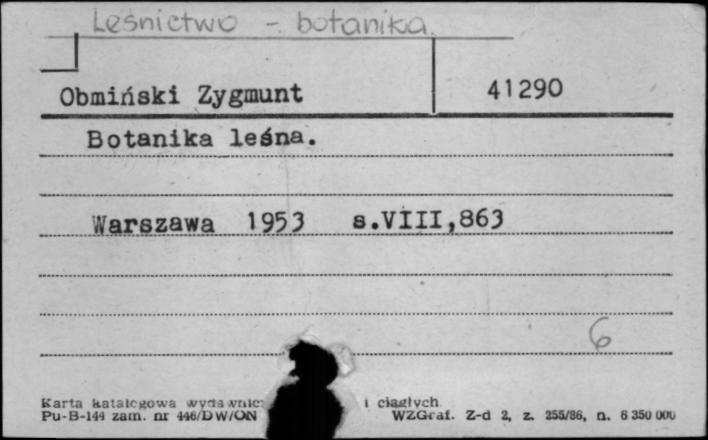 Leśnictwo - botanika.
Obmiński Zygmunt 41290
Botanika leśna.
Warszawa 1953 s.VIII,863
6
Karta katalogowa wydawnic i ciągłych
Pu-B-144 zam. nr 446/DW/ON WZGraf. Z-d 2, z. 255/86, n. 6 350 000